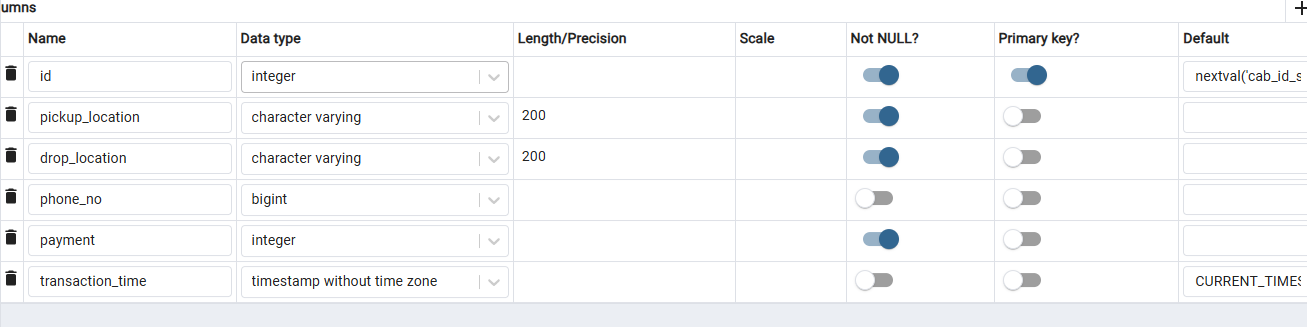 umns
Name Data type Length/Precision Scale Not NULL? Primary key? Default
id integer nextval('cab_id_s
pickup_location character varying 200
drop_location character varying 200
phone_no bigint
payment integer
transaction_time timestamp without time zone CURRENT_TIMES